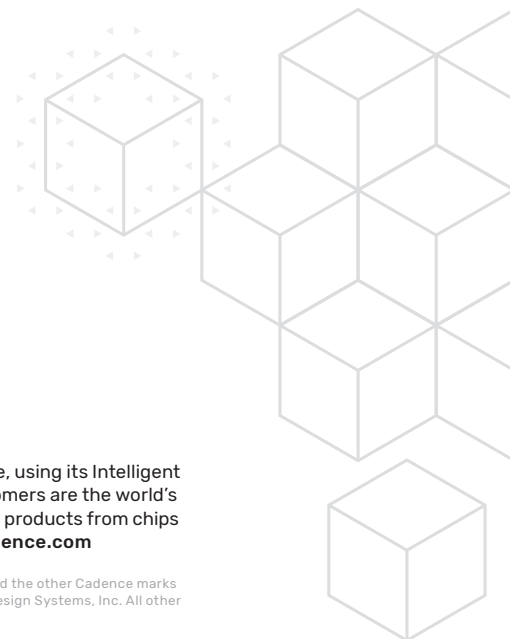 e, using its Intelligent
omers are the world's
products from chips
ence.com
d the other Cadence marks
esign Systems, Inc. All other